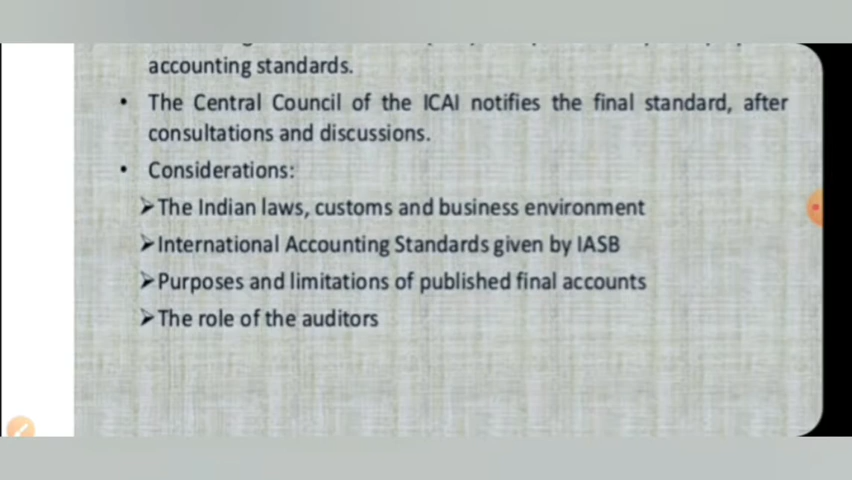 accounting standards.
• The Central Council of the ICAI notifies the final standard, after
consultations and discussions.
• Considerations:
➢The Indian laws, customs and business environment
➢International Accounting Standards given by IASB
➢Purposes and limitations of published final accounts
➢The role of the auditors